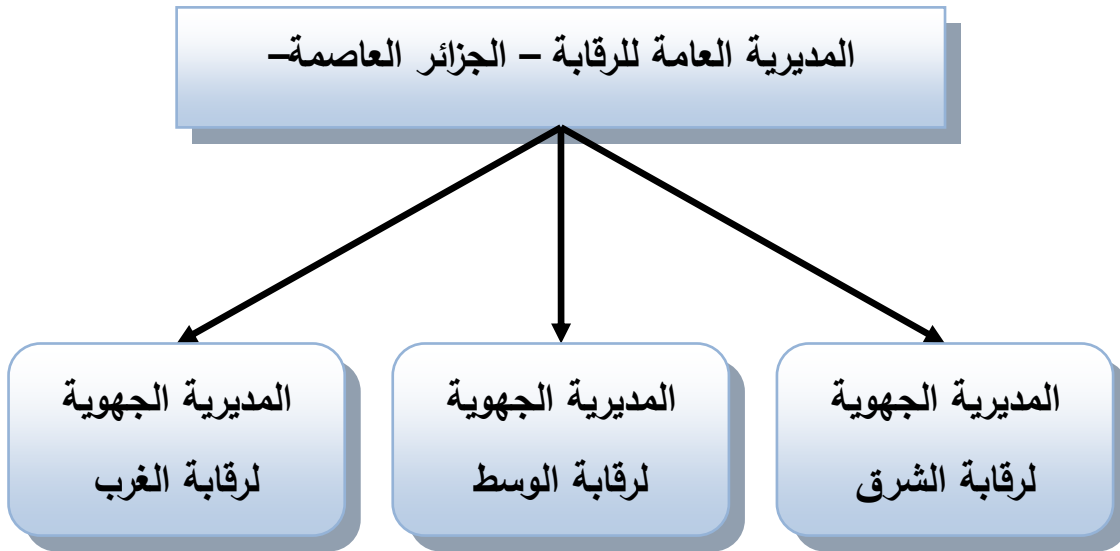 المديرية العامة للرقابة – الجزائر العاصمة–
المديرية الجهوية
لرقابة الشرق
المديرية الجهوية
لرقابة الوسط
المديرية الجهوية
لرقابة الغرب